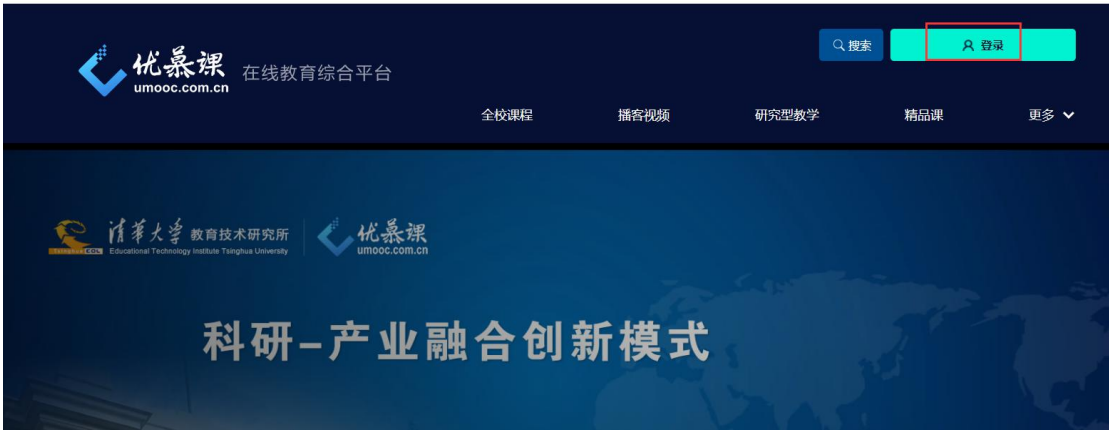 优慕课 在线教育综合平台
umooc.com.cn
搜索
登录
全校课程 播客视频 研究型教学 精品课 更多
清华大学 教育技术研究所 优慕课
TsinghuaCOL Educational Technology Institute Tsinghua University umooc.com.cn
科研-产业融合创新模式